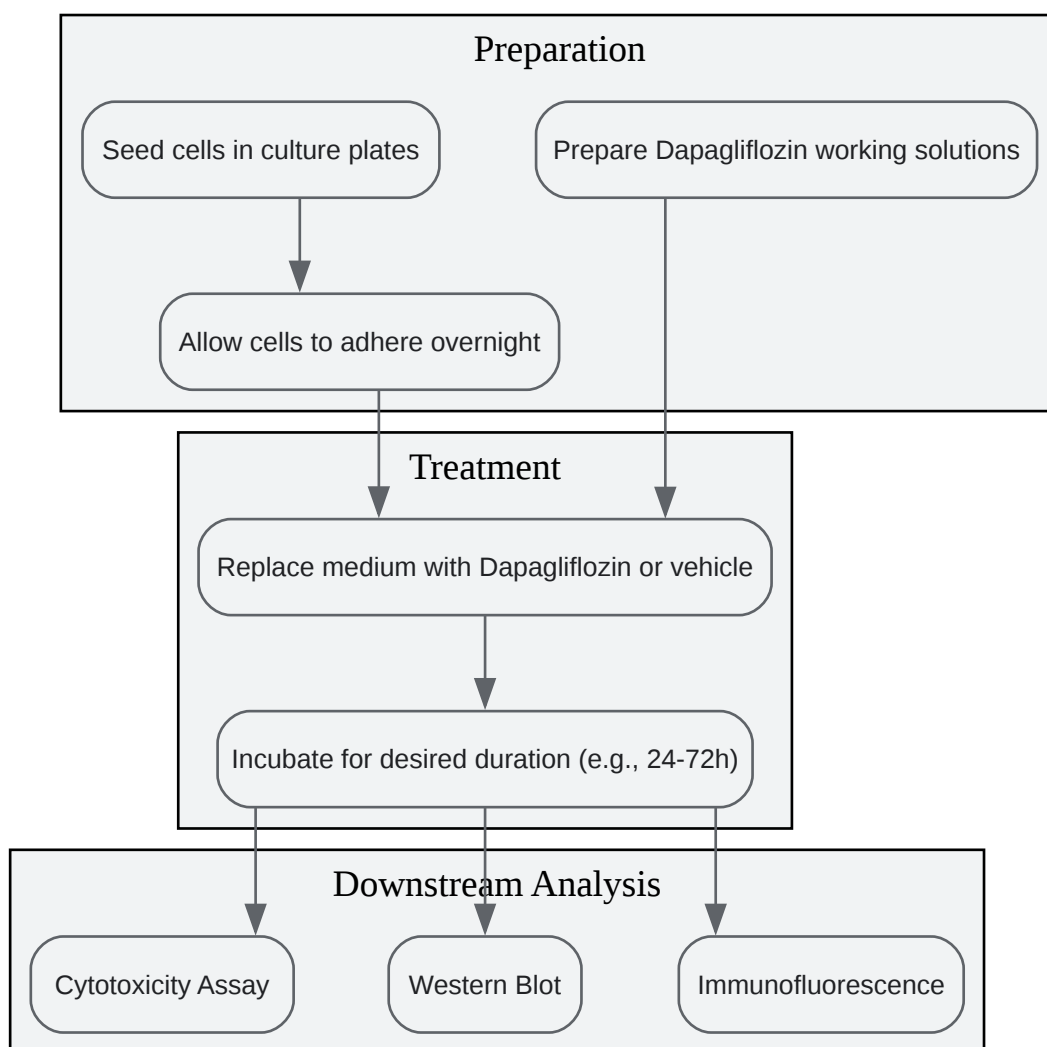 Preparation
Seed cells in culture plates
Prepare Dapagliflozin working solutions
Allow cells to adhere overnight
Treatment
Replace medium with Dapagliflozin or vehicle
Incubate for desired duration (e.g., 24-72h)
Downstream Analysis
Cytotoxicity Assay
Western Blot
Immunofluorescence